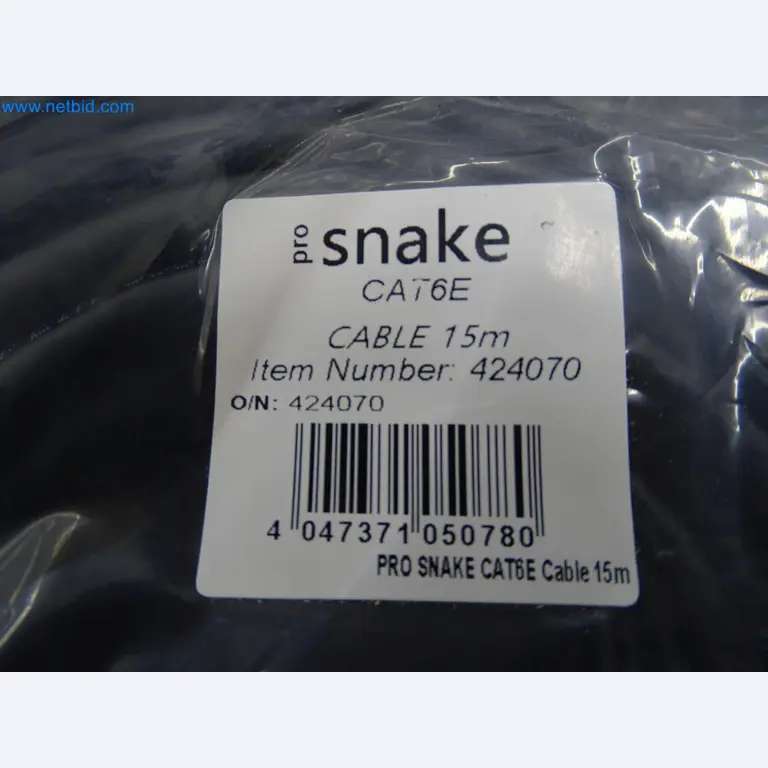 www.netbid.com
pro snake
CAT6E
CABLE 15m
Item Number: 424070
O/N: 424070
4 047371 050780
PRO SNAKE CAT6E Cable 15m